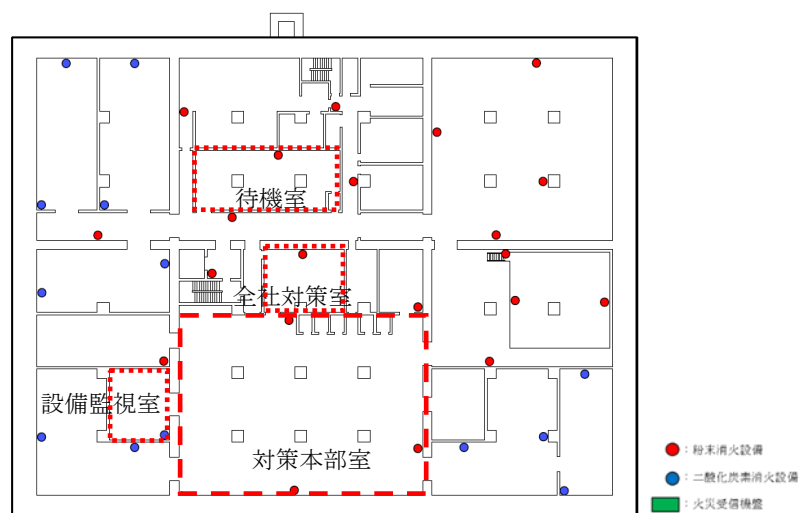 待機室
全社対策室
設備監視室
対策本部室
：粉末消火設備
：二酸化炭素消火設備
：火災受信機盤